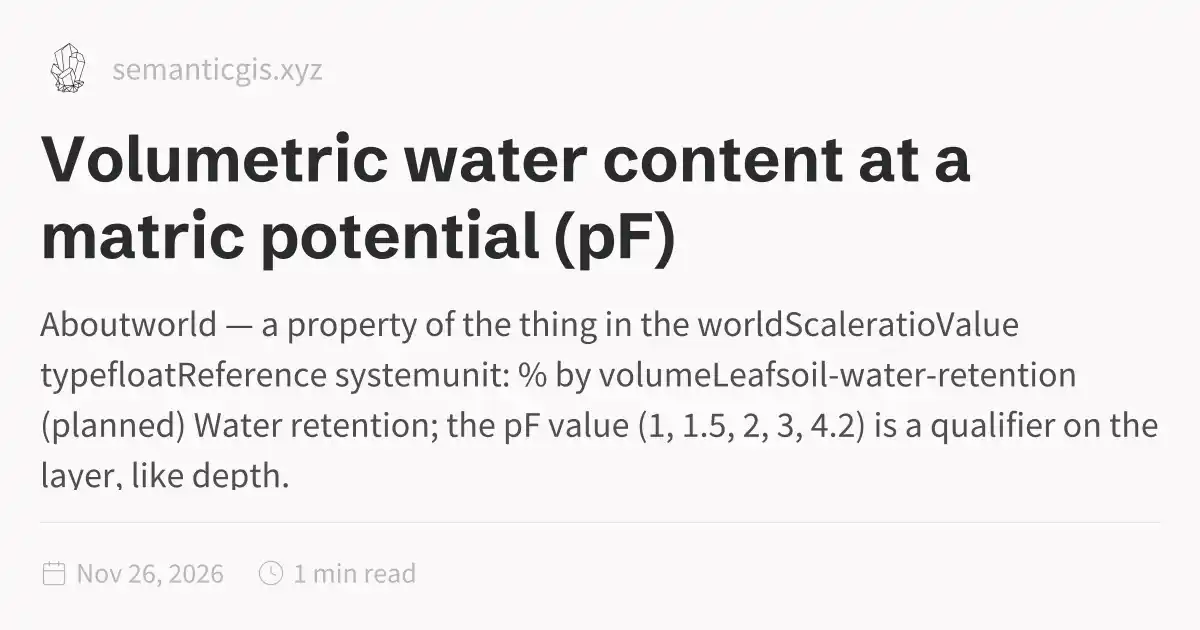 semanticgis.xyz
Volumetric water content at a
matric potential (pF)
Aboutworld — a property of the thing in the worldScaleratioValue
typefloatReference systemunit: % by volumeLeafsoil-water-retention
(planned) Water retention; the pF value (1, 1.5, 2, 3, 4.2) is a qualifier on the
layer, like depth.
Nov 26, 2026
1 min read